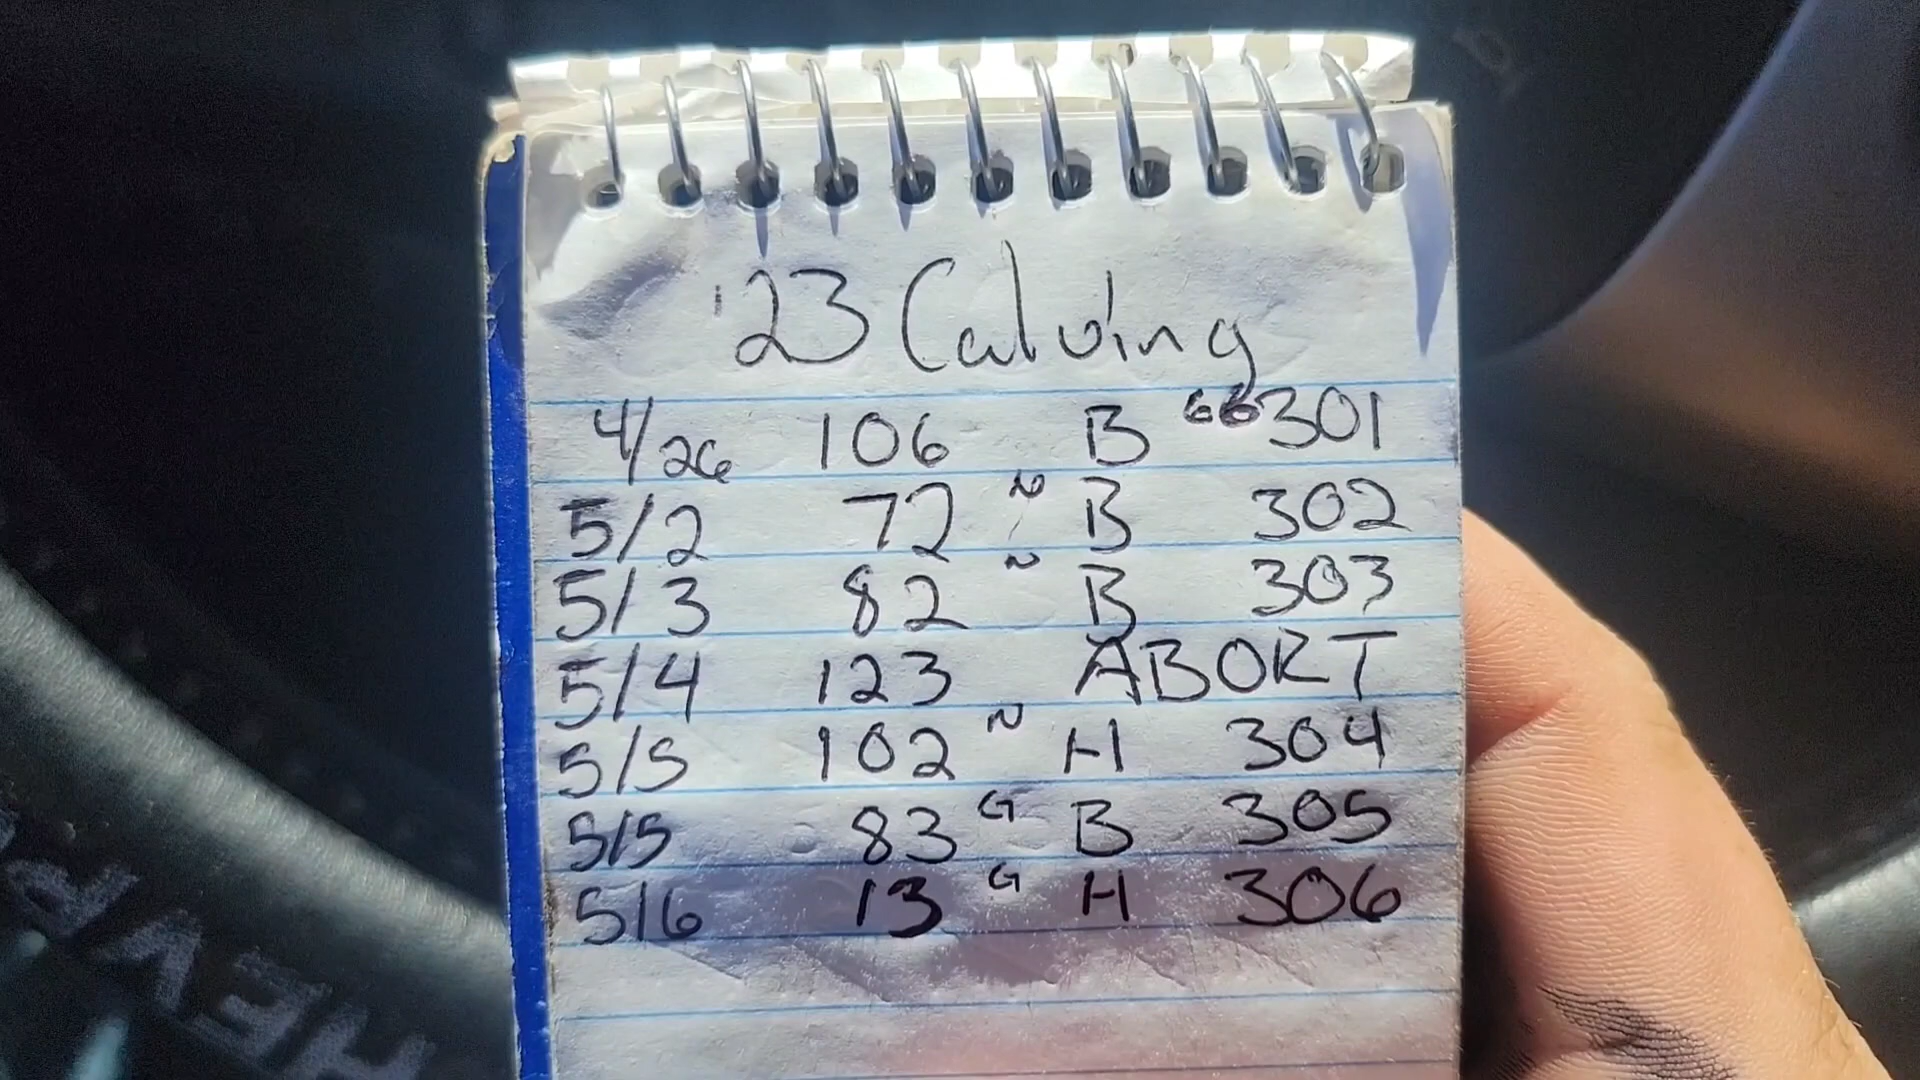 '23 Calving
4/26 106 B 66 301
5/2 72 N B 302
5/3 82 N B 303
5/4 123 ABORT
5/5 102 N H 304
5/5 83 G B 305
5/6 13 G H 306